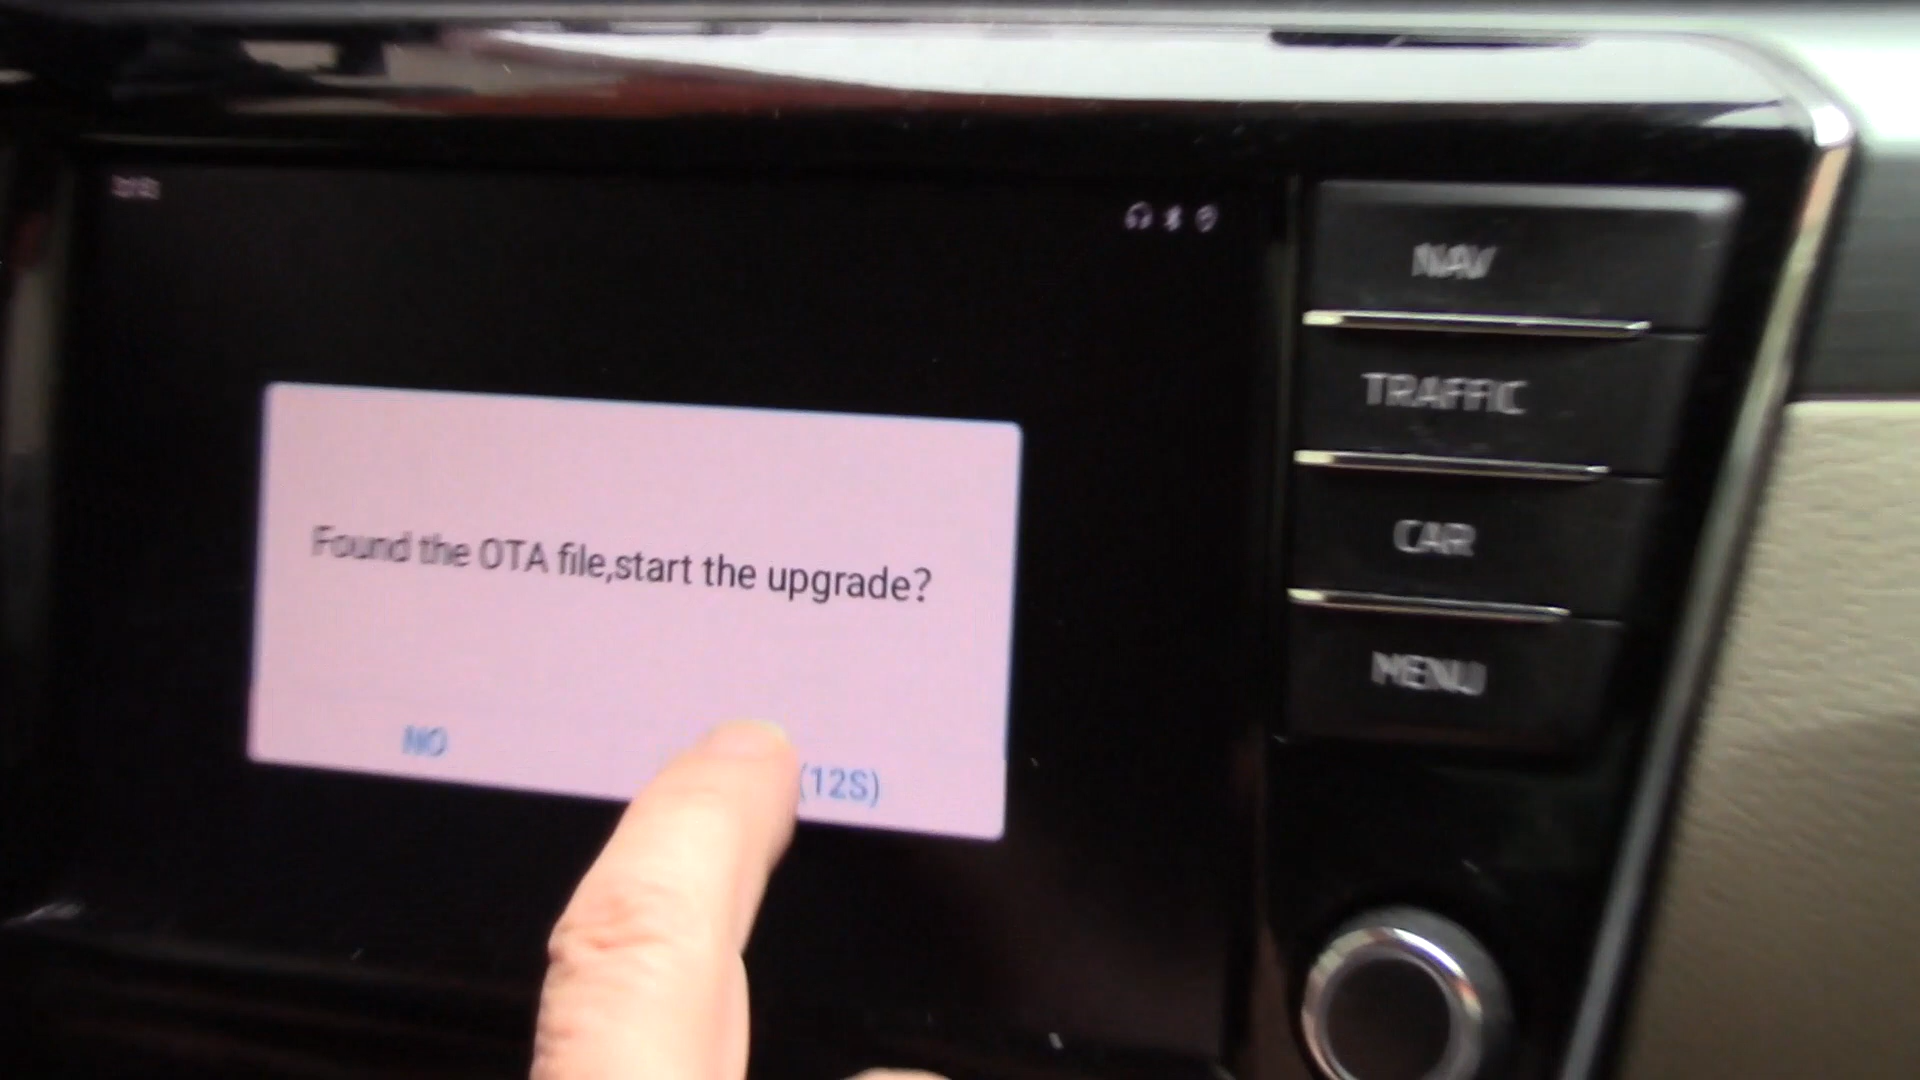 NAV
TRAFFIC
Found the OTA file,start the upgrade?
CAR
MENU
NO
(12S)